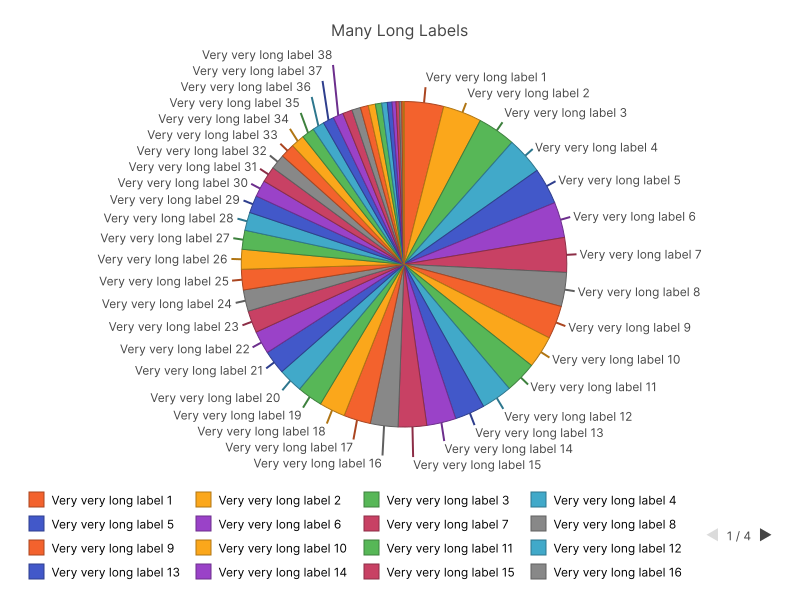 Many Long Labels
Very very long label 1
Very very long label 2
Very very long label 3
Very very long label 4
Very very long label 5
Very very long label 6
Very very long label 7
Very very long label 8
Very very long label 9
Very very long label 10
Very very long label 11
Very very long label 12
Very very long label 13
Very very long label 14
Very very long label 15
Very very long label 16
Very very long label 17
Very very long label 18
Very very long label 19
Very very long label 20
Very very long label 21
Very very long label 22
Very very long label 23
Very very long label 24
Very very long label 25
Very very long label 26
Very very long label 27
Very very long label 28
Very very long label 29
Very very long label 30
Very very long label 31
Very very long label 32
Very very long label 33
Very very long label 34
Very very long label 35
Very very long label 36
Very very long label 37
Very very long label 38
Very very long label 1
Very very long label 2
Very very long label 3
Very very long label 4
Very very long label 5
Very very long label 6
Very very long label 7
Very very long label 8
Very very long label 9
Very very long label 10
Very very long label 11
Very very long label 12
Very very long label 13
Very very long label 14
Very very long label 15
Very very long label 16
1 / 4